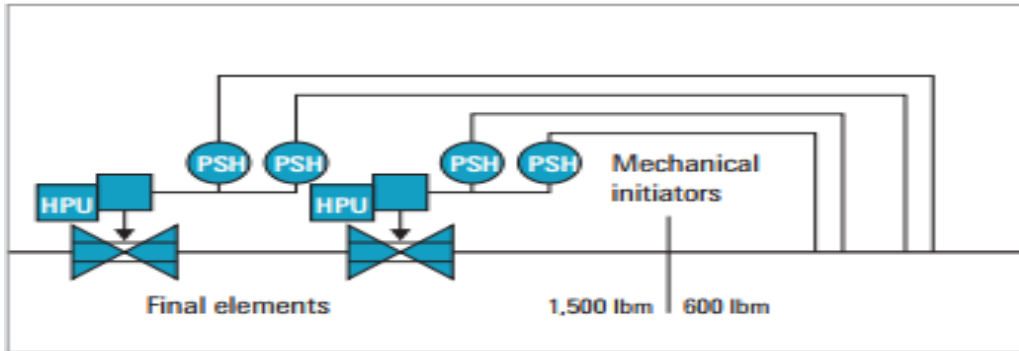 PSH PSH PSH PSH
Mechanical
initiators
HPU HPU
Final elements
1,500 lbm 600 lbm